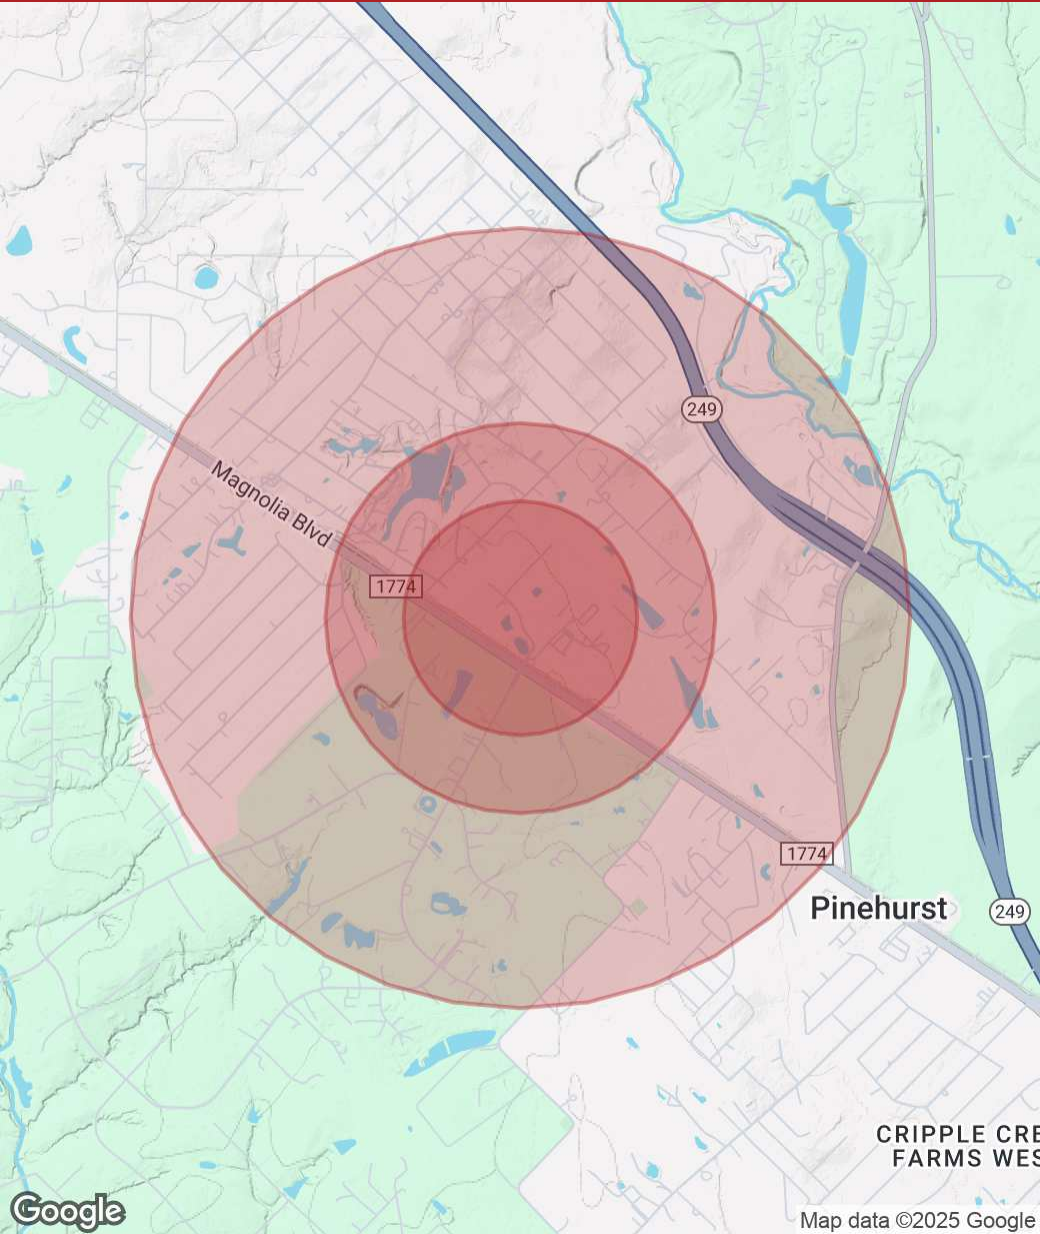 249
Magnolia Blvd
1774
1774
Pinehurst
249
CRIPPLE CRE
FARMS WES
Google
Map data ©2025 Google